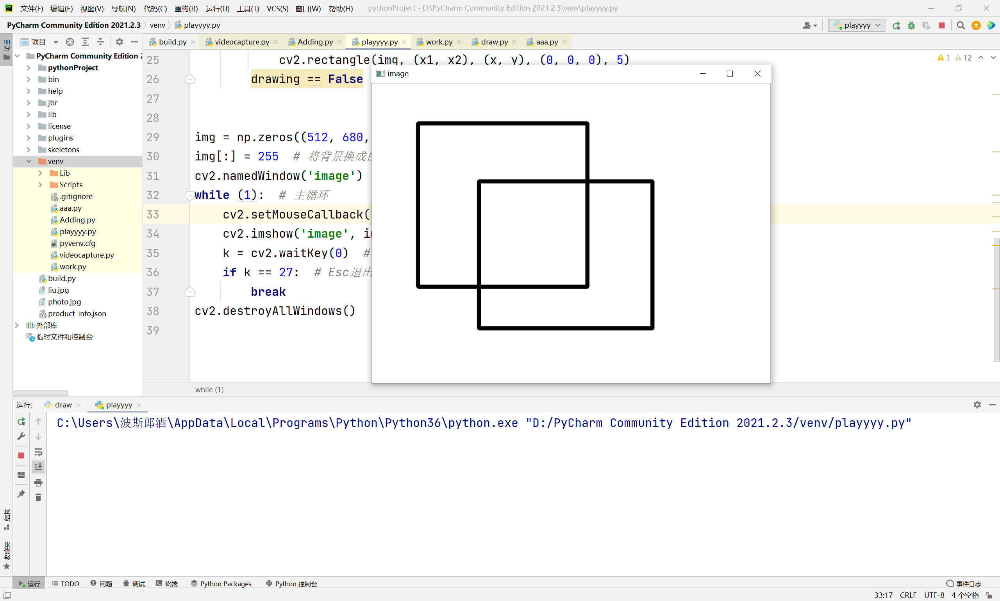 文件(F) 编辑(E) 视图(V) 导航(N) 代码(C) 重构(R) 运行(U) 工具(T) VCS(S) 窗口(W) 帮助(H) pythonProject - D:\PyCharm Community Edition 2021.2.3\venv\playyyy.py
PyCharm Community Edition 2021.2.3 venv playyyy.py playyyy
项目 build.py videocapture.py Adding.py playyyy.py work.py draw.py aaa.py
项目
PyCharm Community Edition 2
pythonProject
bin
help
jbr
lib
license
plugins
skeletons
venv
Lib
Scripts
.gitignore
aaa.py
Adding.py
playyyy.py
pyvenv.cfg
videocapture.py
work.py
build.py
liu.jpg
photo.jpg
product-info.json
外部库
临时文件和控制台
25 cv2.rectangle(img, (x1, x2), (x, y), (0, 0, 0), 5)
26 drawing == False
27
28
29 img = np.zeros((512, 680,
30 img[:] = 255 # 将背景换成
31 cv2.namedWindow('image')
32 while (1): # 主循环
33 cv2.setMouseCallback(
34 cv2.imshow('image',
35 k = cv2.waitKey(0) #
36 if k == 27: # Esc退出
37 break
38 cv2.destroyAllWindows()
39
1 12
image
while (1)
运行: draw playyyy
C:\Users\波斯郎酒\AppData\Local\Programs\Python\Python36\python.exe "D:/PyCharm Community Edition 2021.2.3/venv/playyyy.py"
结构
收藏夹
运行 TODO 问题 调试 终端 Python Packages Python 控制台 事件日志
33:17 CRLF UTF-8 4 个空格